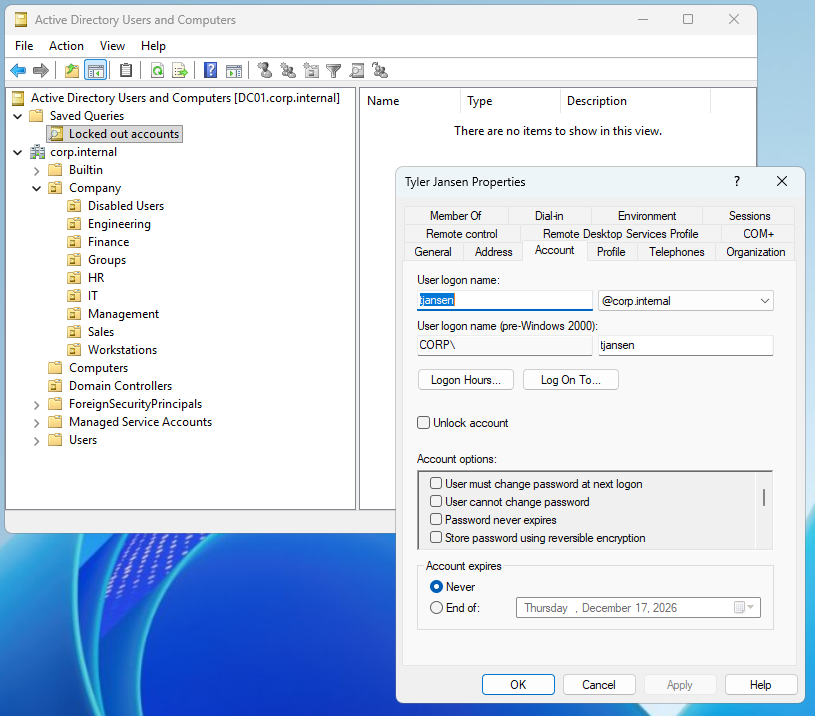 Active Directory Users and Computers
File Action View Help
Active Directory Users and Computers [DC01.corp.internal]
Saved Queries
Locked out accounts
corp.internal
Builtin
Company
Disabled Users
Engineering
Finance
Groups
HR
IT
Management
Sales
Workstations
Computers
Domain Controllers
ForeignSecurityPrincipals
Managed Service Accounts
Users
Name Type Description
There are no items to show in this view.
Tyler Jansen Properties
Member Of Dial-in Environment Sessions
Remote control Remote Desktop Services Profile COM+
General Address Account Profile Telephones Organization
User logon name:
tjansen @corp.internal
User logon name (pre-Windows 2000):
CORP\ tjansen
Logon Hours... Log On To...
Unlock account
Account options:
User must change password at next logon
User cannot change password
Password never expires
Store password using reversible encryption
Account expires
Never
End of: Thursday , December 17, 2026
OK Cancel Apply Help